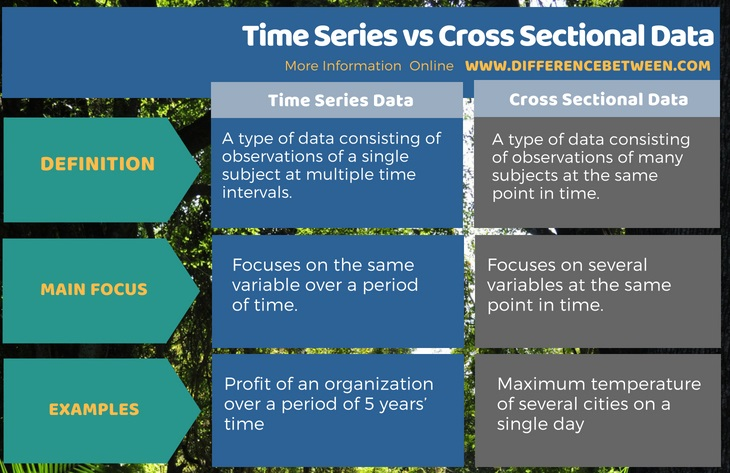 Time Series vs Cross Sectional Data
More Information Online WWW.DIFFERENCEBETWEEN.COM
Time Series Data
Cross Sectional Data
DEFINITION
A type of data consisting of
observations of a single
subject at multiple time
intervals.
A type of data consisting
of observations of many
subjects at the same
point in time.
MAIN FOCUS
Focuses on the same
variable over a period
of time.
Focuses on several
variables at the same
point in time.
EXAMPLES
Profit of an organization
over a period of 5 years’
time
Maximum temperature
of several cities on a
single day